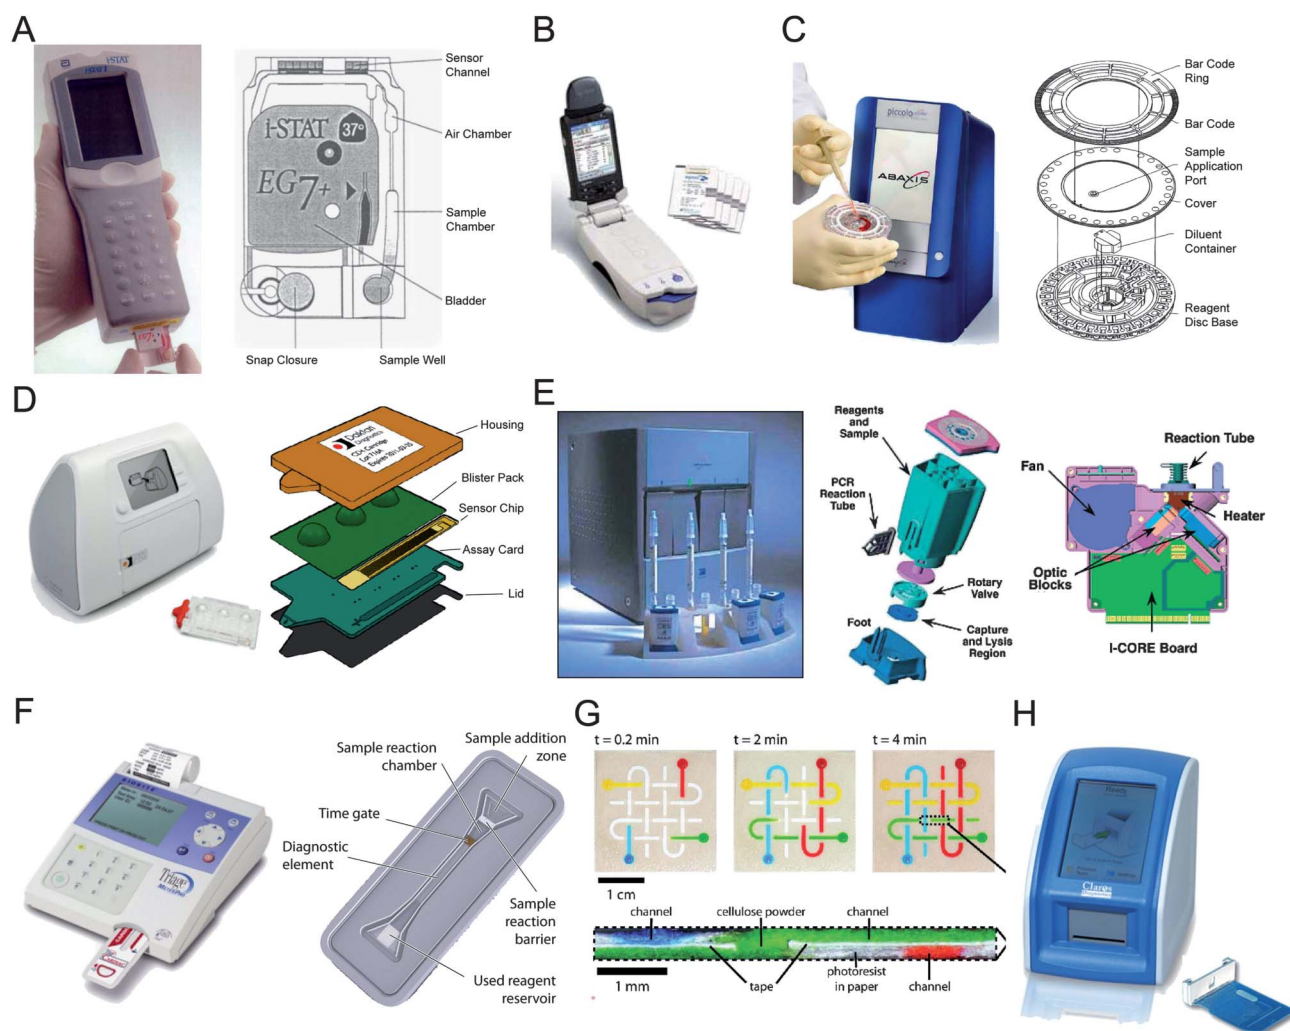 A
i-STAT
37°
EG7+
Sensor
Channel
Air Chamber
Sample
Chamber
Bladder
Snap Closure
Sample Well
B
C
piccolo
ABAXIS
Bar Code
Ring
Bar Code
Sample
Application
Port
Cover
Diluent
Container
Reagent
Disc Base
D
Daktari
Diagnostics
CD4 Cartridge
Housing
Blister Pack
Sensor Chip
Assay Card
Lid
E
Reagents
and
Sample
PCR
Reaction
Tube
Foot
Rotary
Valve
Capture
and Lysis
Region
Reaction Tube
Fan
Heater
Optic
Blocks
I-CORE Board
F
Triage
Sample addition
zone
Sample reaction
chamber
Time gate
Diagnostic
element
Sample
reaction
barrier
Used reagent
reservoir
G
t = 0.2 min
t = 2 min
t = 4 min
1 cm
channel
cellulose powder
channel
tape
photoresist
in paper
channel
1 mm
H
Ready
Claros